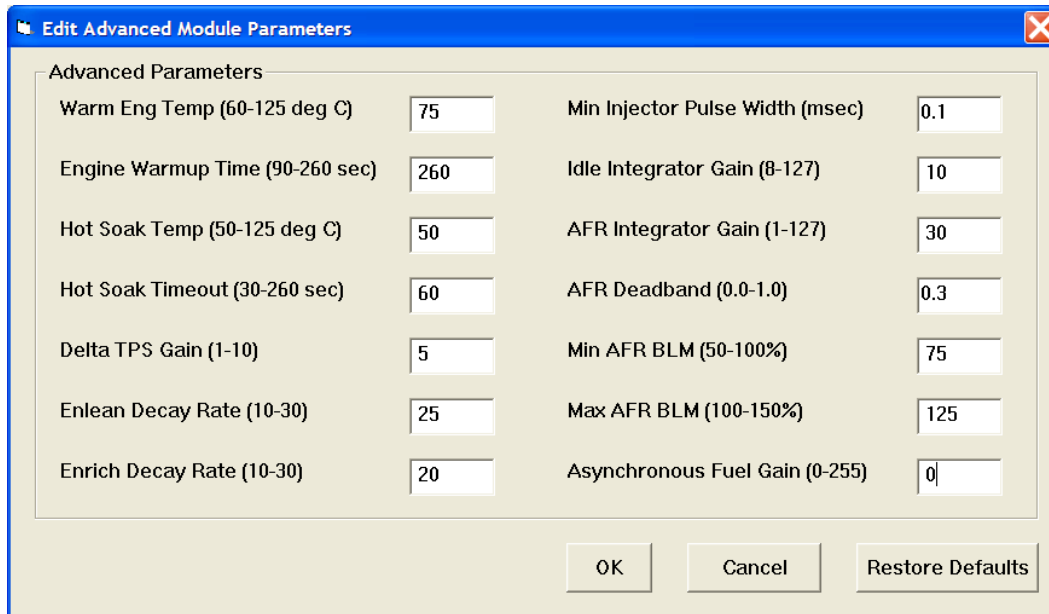 Edit Advanced Module Parameters
Advanced Parameters
Warm Eng Temp (60-125 deg C) 75
Engine Warmup Time (90-260 sec) 260
Hot Soak Temp (50-125 deg C) 50
Hot Soak Timeout (30-260 sec) 60
Delta TPS Gain (1-10) 5
Enlean Decay Rate (10-30) 25
Enrich Decay Rate (10-30) 20
Min Injector Pulse Width (msec) 0.1
Idle Integrator Gain (8-127) 10
AFR Integrator Gain (1-127) 30
AFR Deadband (0.0-1.0) 0.3
Min AFR BLM (50-100%) 75
Max AFR BLM (100-150%) 125
Asynchronous Fuel Gain (0-255) 0
OK
Cancel
Restore Defaults